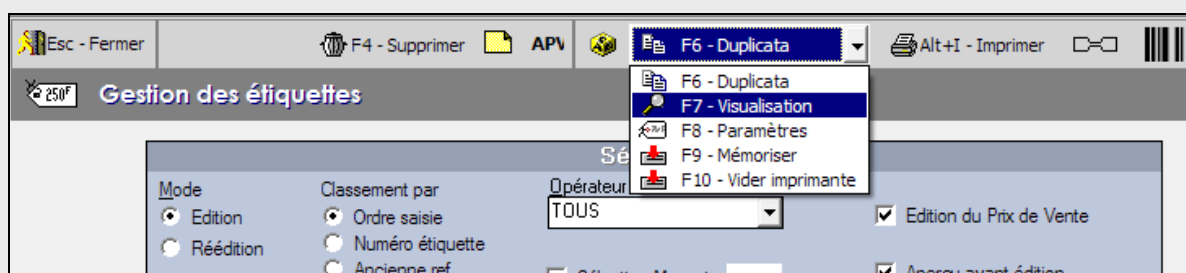 Esc - Fermer F4 - Supprimer APV F6 - Duplicata Alt+I - Imprimer
250F Gestion des étiquettes
F6 - Duplicata
F7 - Visualisation
F8 - Paramètres
F9 - Mémoriser
F10 - Vider imprimante
Sé
Mode Classement par Opérateur
Edition Ordre saisie TOUS Edition du Prix de Vente
Réédition Numéro étiquette
Ancienne ref Aperçu avant édition